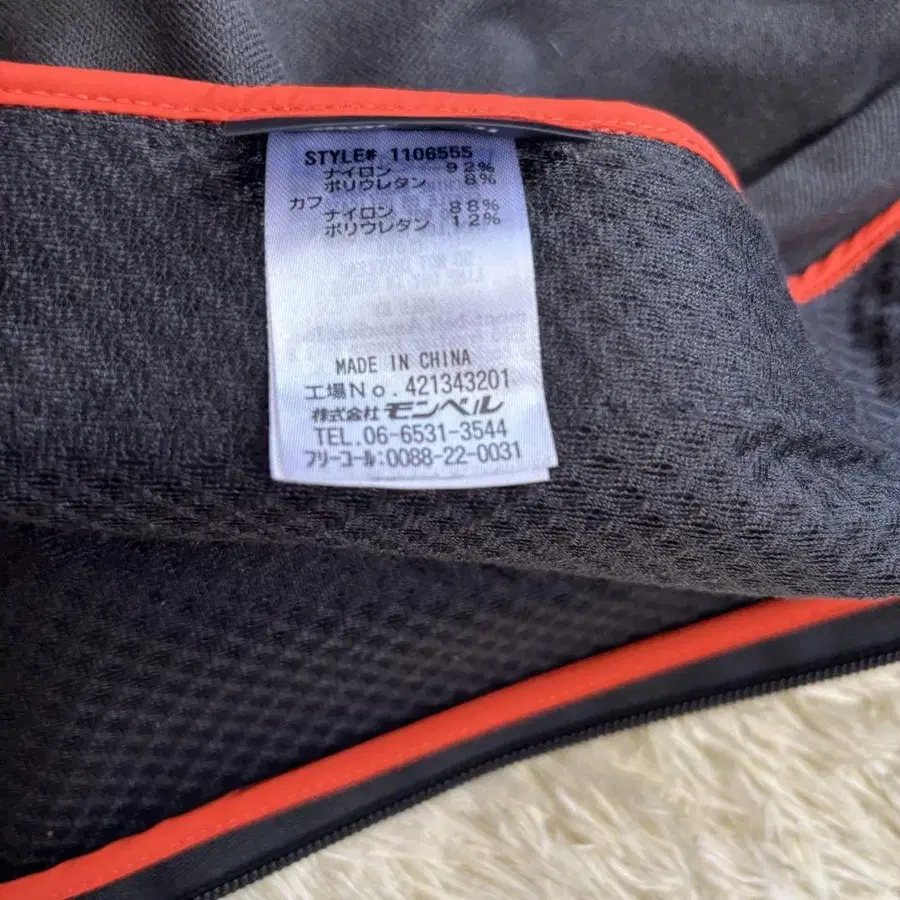 STYLE# 1106555
ナイロン 92%
ポリウレタン 8%
カフ
ナイロン 88%
ポリウレタン 12%
MADE IN CHINA
工場No.421343201
株式会社モンベル
TEL.06-6531-3544
フリーコール:0088-22-0031